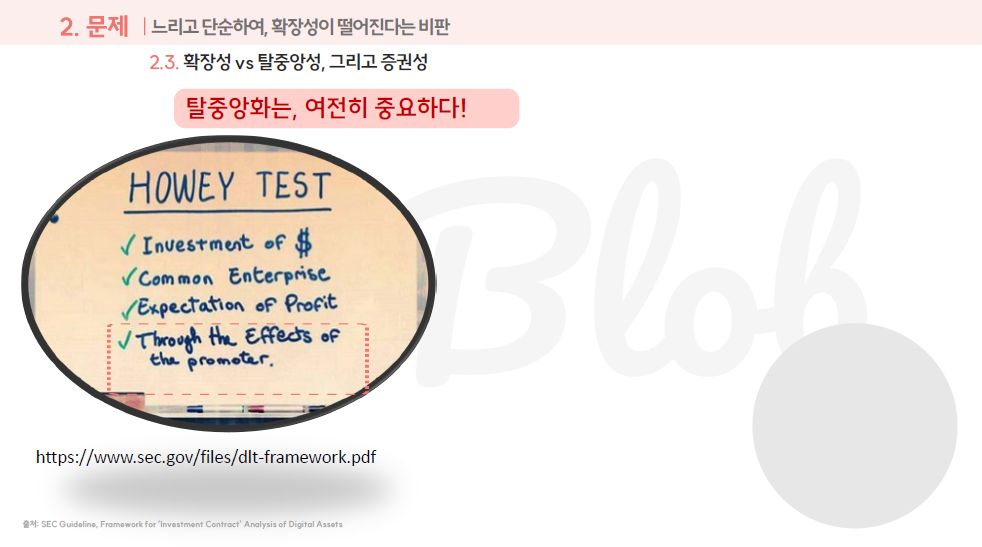 2. 문제 | 느리고 단순하여, 확장성이 떨어진다는 비판
2.3. 확장성 vs 탈중앙성, 그리고 증권성
탈중앙화는, 여전히 중요하다!
Blob
HOWEY TEST
✓ Investment of $
✓ Common Enterprise
✓ Expectation of Profit
✓ Through the Effects of
the promoter.
https://www.sec.gov/files/dlt-framework.pdf
출처: SEC Guideline, Framework for 'Investment Contract' Analysis of Digital Assets